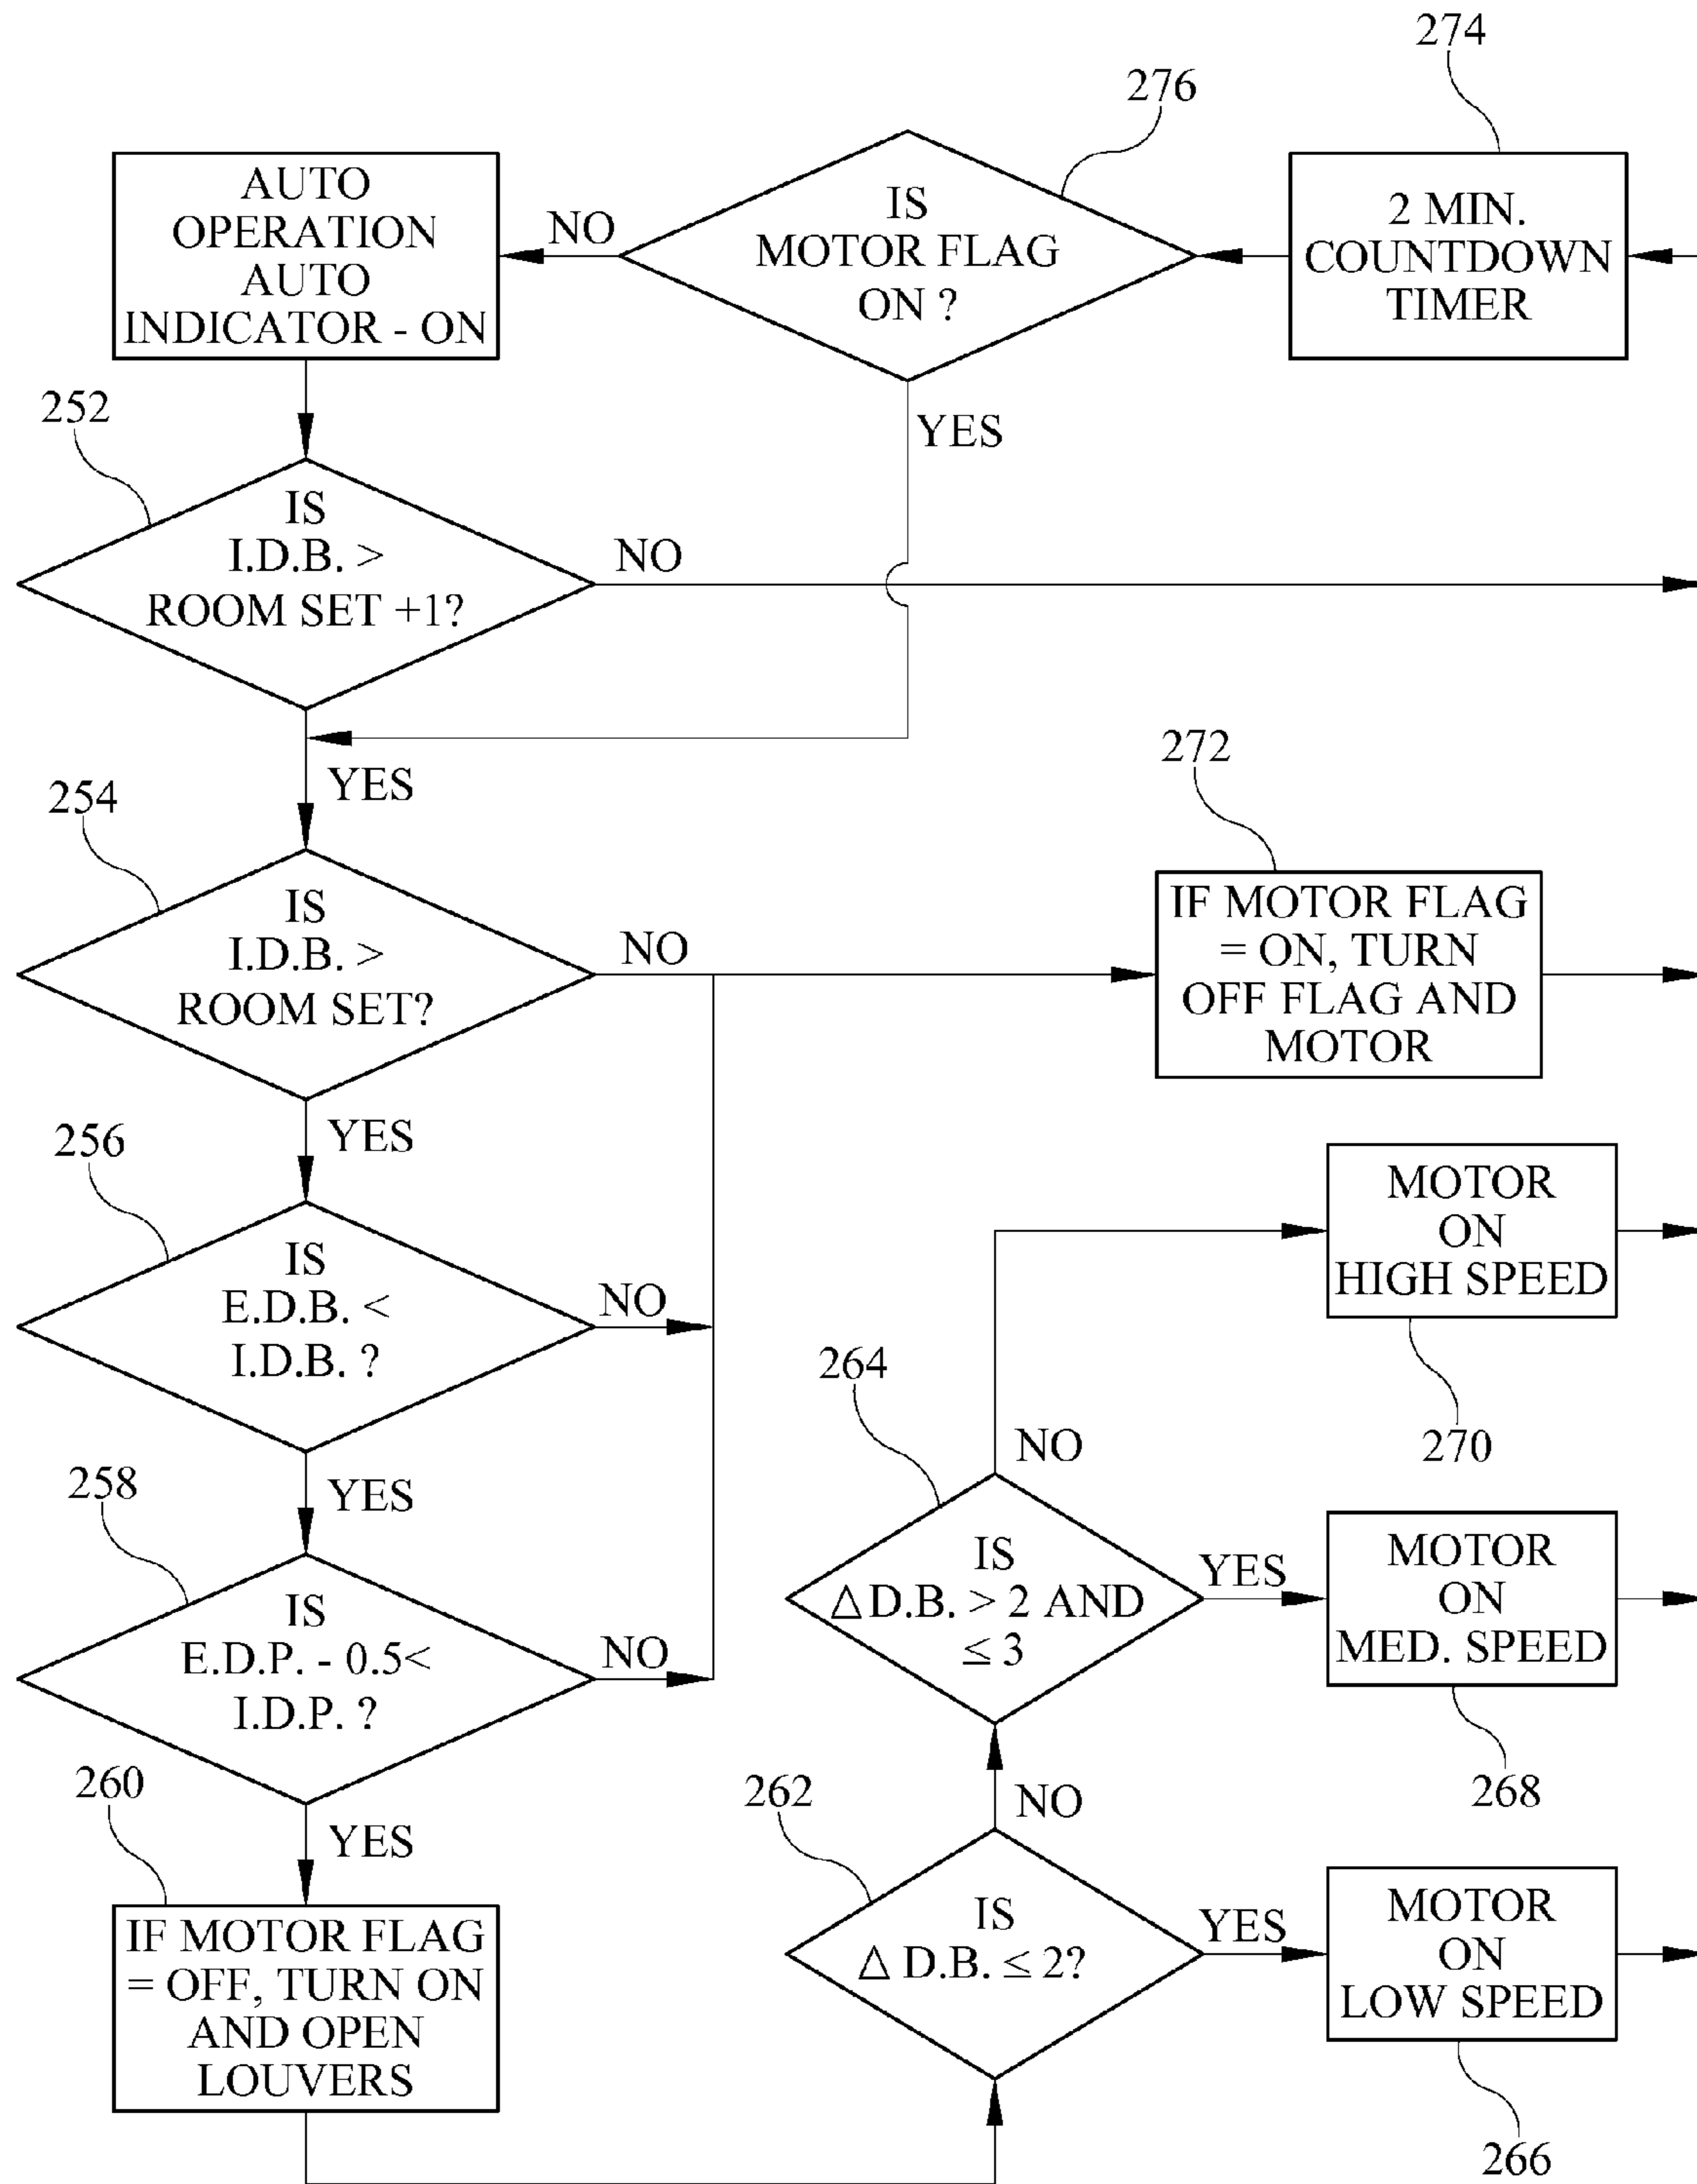 274
276
AUTO
OPERATION
AUTO
INDICATOR - ON
NO
IS
MOTOR FLAG
ON ?
2 MIN.
COUNTDOWN
TIMER
YES
252
IS
I.D.B. >
ROOM SET +1?
NO
YES
254
IS
I.D.B. >
ROOM SET?
NO
272
IF MOTOR FLAG
= ON, TURN
OFF FLAG AND
MOTOR
YES
256
IS
E.D.B. <
I.D.B. ?
NO
MOTOR
ON
HIGH SPEED
270
264
NO
YES
258
IS
E.D.P. - 0.5<
I.D.P. ?
NO
IS
△ D.B. > 2 AND
≤ 3
YES
MOTOR
ON
MED. SPEED
268
NO
YES
260
IF MOTOR FLAG
= OFF, TURN ON
AND OPEN
LOUVERS
262
IS
△ D.B. ≤ 2?
YES
MOTOR
ON
LOW SPEED
266